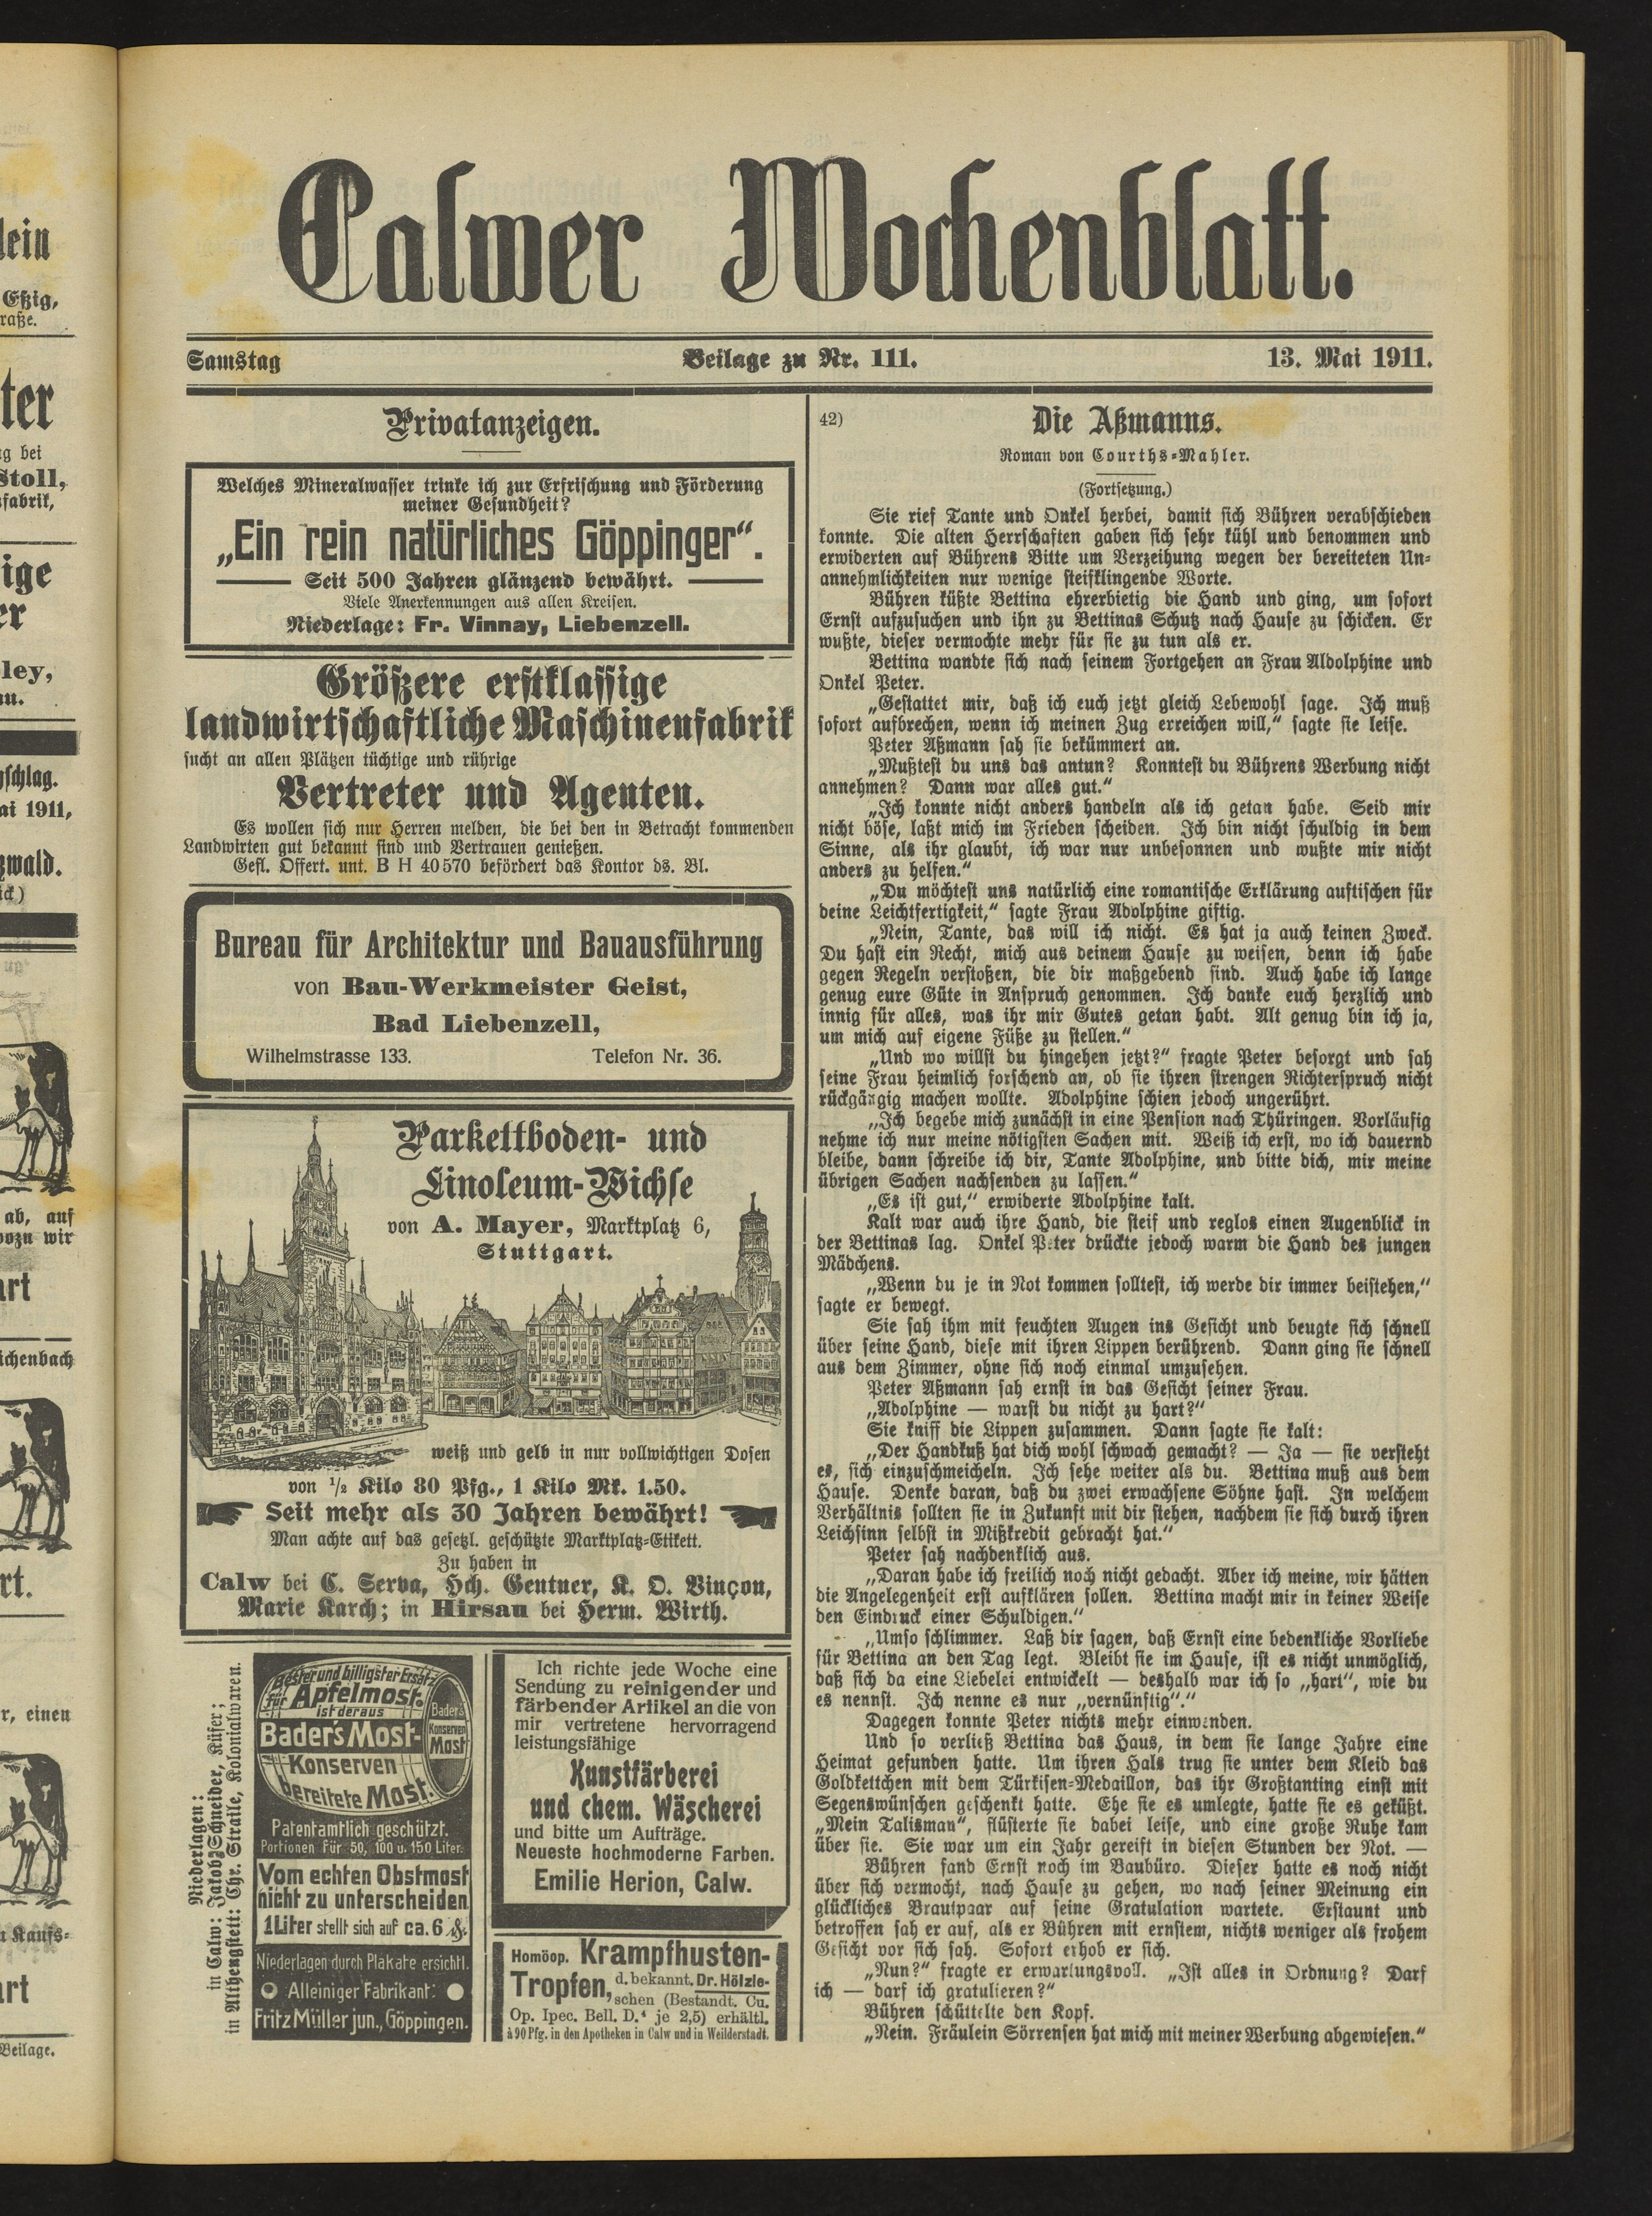 lein
Eßig,
raße.
ter
g bei
Stoll,
sfabrik,
ige
er
ley,
au.
schlag.
ai 1911,
zwald.
ick)
ab, auf
wozu wir
art
ichenbach
rt.
r, einen
n Kaufs-
art
Beilage.
Calwer Wochenblatt.
Samstag Beilage zu Nr. 111. 13. Mai 1911.
Privatanzeigen.
Welches Mineralwasser trinke ich zur Erfrischung und Förderung
meiner Gesundheit?
„Ein rein natürliches Göppinger“.
Seit 500 Jahren glänzend bewährt.
Viele Anerkennungen aus allen Kreisen.
Niederlage: Fr. Vinnay, Liebenzell.
Größere erstklassige
landwirtschaftliche Maschinenfabrik
sucht an allen Plätzen tüchtige und rührige
Vertreter und Agenten.
Es wollen sich nur Herren melden, die bei den in Betracht kommenden
Landwirten gut bekannt sind und Vertrauen genießen.
Gefl. Offert. unt. B H 40570 befördert das Kontor ds. Bl.
Bureau für Architektur und Bauausführung
von Bau-Werkmeister Geist,
Bad Liebenzell,
Wilhelmstrasse 133. Telefon Nr. 36.
Parkettboden- und
Linoleum-Wichse
von A. Mayer, Marktplatz 6,
Stuttgart.
weiß und gelb in nur vollwichtigen Dosen
von 1/2 Kilo 80 Pfg., 1 Kilo Mk. 1.50.
Seit mehr als 30 Jahren bewährt!
Man achte auf das gesetzl. geschützte Marktplatz-Etikett.
Zu haben in
Calw bei C. Serva, Hch. Gentner, K. O. Vinçon,
Marie Karch; in Hirsau bei Herm. Wirth.
Niederlagen:
in Calw: Jakob Schneider, Küfer;
in Althengstett: Chr. Straile, Kolonialwaren.
Bester und billigster Ersatz
für Apfelmost.
ist der aus
Bader's Most-
Konserven
bereitete Most.
Bader's
Konserven
Most
Patentamtlich geschützt.
Portionen für 50, 100 u. 150 Liter.
Vom echten Obstmost
nicht zu unterscheiden
1 Liter stellt sich auf ca. 6 ₰.
Niederlagen durch Plakate ersichtl.
Alleiniger Fabrikant:
Fritz Müller jun., Göppingen.
Ich richte jede Woche eine
Sendung zu reinigender und
färbender Artikel an die von
mir vertretene hervorragend
leistungsfähige
Kunstfärberei
und chem. Wäscherei
und bitte um Aufträge.
Neueste hochmoderne Farben.
Emilie Herion, Calw.
Homöop. Krampfhusten-
Tropfen, d. bekannt. Dr. Hölzle-
schen (Bestandt. Cu.
Op. Ipec. Bell. D.4 je 2,5) erhältl.
à 90 Pfg. in den Apotheken in Calw und in Weilderstadt.
42) Die Aßmanns.
Roman von Courths-Mahler.
(Fortsetzung.)
Sie rief Tante und Onkel herbei, damit sich Bühren verabschieden
konnte. Die alten Herrschaften gaben sich sehr kühl und benommen und
erwiderten auf Bührens Bitte um Verzeihung wegen der bereiteten Un-
annehmlichkeiten nur wenige steifklingende Worte.
Bühren küßte Bettina ehrerbietig die Hand und ging, um sofort
Ernst aufzusuchen und ihn zu Bettinas Schutz nach Hause zu schicken. Er
wußte, dieser vermochte mehr für sie zu tun als er.
Bettina wandte sich nach seinem Fortgehen an Frau Aldolphine und
Onkel Peter.
„Gestattet mir, daß ich euch jetzt gleich Lebewohl sage. Ich muß
sofort aufbrechen, wenn ich meinen Zug erreichen will,“ sagte sie leise.
Peter Aßmann sah sie bekümmert an.
„Mußtest du uns das antun? Konntest du Bührens Werbung nicht
annehmen? Dann war alles gut.“
„Ich konnte nicht anders handeln als ich getan habe. Seid mir
nicht böse, laßt mich im Frieden scheiden. Ich bin nicht schuldig in dem
Sinne, als ihr glaubt, ich war nur unbesonnen und wußte mir nicht
anders zu helfen.“
„Du möchtest uns natürlich eine romantische Erklärung auftischen für
deine Leichtfertigkeit,“ sagte Frau Adolphine giftig.
„Nein, Tante, das will ich nicht. Es hat ja auch keinen Zweck.
Du hast ein Recht, mich aus deinem Hause zu weisen, denn ich habe
gegen Regeln verstoßen, die dir maßgebend sind. Auch habe ich lange
genug eure Güte in Anspruch genommen. Ich danke euch herzlich und
innig für alles, was ihr mir Gutes getan habt. Alt genug bin ich ja,
um mich auf eigene Füße zu stellen.“
„Und wo willst du hingehen jetzt?“ fragte Peter besorgt und sah
seine Frau heimlich forschend an, ob sie ihren strengen Richterspruch nicht
rückgängig machen wollte. Adolphine schien jedoch ungerührt.
„Ich begebe mich zunächst in eine Pension nach Thüringen. Vorläufig
nehme ich nur meine nötigsten Sachen mit. Weiß ich erst, wo ich dauernd
bleibe, dann schreibe ich dir, Tante Adolphine, und bitte dich, mir meine
übrigen Sachen nachsenden zu lassen.“
„Es ist gut,“ erwiderte Adolphine kalt.
Kalt war auch ihre Hand, die steif und reglos einen Augenblick in
der Bettinas lag. Onkel Peter drückte jedoch warm die Hand des jungen
Mädchens.
„Wenn du je in Not kommen solltest, ich werde dir immer beistehen,“
sagte er bewegt.
Sie sah ihm mit feuchten Augen ins Gesicht und beugte sich schnell
über seine Hand, diese mit ihren Lippen berührend. Dann ging sie schnell
aus dem Zimmer, ohne sich noch einmal umzusehen.
Peter Aßmann sah ernst in das Gesicht seiner Frau.
„Adolphine — warst du nicht zu hart?“
Sie kniff die Lippen zusammen. Dann sagte sie kalt:
„Der Handkuß hat dich wohl schwach gemacht? — Ja — sie versteht
es, sich einzuschmeicheln. Ich sehe weiter als du. Bettina muß aus dem
Hause. Denke daran, daß du zwei erwachsene Söhne hast. In welchem
Verhältnis sollten sie in Zukunft mit dir stehen, nachdem sie sich durch ihren
Leichsinn selbst in Mißkredit gebracht hat.“
Peter sah nachdenklich aus.
„Daran habe ich freilich noch nicht gedacht. Aber ich meine, wir hätten
die Angelegenheit erst aufklären sollen. Bettina macht mir in keiner Weise
den Eindruck einer Schuldigen.“
„Umso schlimmer. Laß dir sagen, daß Ernst eine bedenkliche Vorliebe
für Bettina an den Tag legt. Bleibt sie im Hause, ist es nicht unmöglich,
daß sich da eine Liebelei entwickelt — deshalb war ich so „hart“, wie du
es nennst. Ich nenne es nur „vernünftig“.“
Dagegen konnte Peter nichts mehr einwenden.
Und so verließ Bettina das Haus, in dem sie lange Jahre eine
Heimat gefunden hatte. Um ihren Hals trug sie unter dem Kleid das
Goldkettchen mit dem Türkisen-Medaillon, das ihr Großtanting einst mit
Segenswünschen geschenkt hatte. Ehe sie es umlegte, hatte sie es geküßt.
„Mein Talisman“, flüsterte sie dabei leise, und eine große Ruhe kam
über sie. Sie war um ein Jahr gereift in diesen Stunden der Not. —
Bühren fand Ernst noch im Baubüro. Dieser hatte es noch nicht
über sich vermocht, nach Hause zu gehen, wo nach seiner Meinung ein
glückliches Brautpaar auf seine Gratulation wartete. Erstaunt und
betroffen sah er auf, als er Bühren mit ernstem, nichts weniger als frohem
Gesicht vor sich sah. Sofort erhob er sich.
„Nun?“ fragte er erwartungsvoll. „Ist alles in Ordnung? Darf
ich — darf ich gratulieren?“
Bühren schüttelte den Kopf.
„Nein. Fräulein Sörrensen hat mich mit meiner Werbung abgewiesen.“